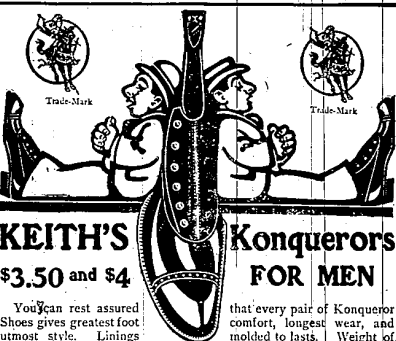 Trade-Mark
Trade-Mark
KEITH'S Konquerors
$3.50 and $4 FOR MEN
You can rest assured that every pair of Konqueror
Shoes gives greatest foot comfort, longest wear, and
utmost style. Linings molded to lasts. Weight of